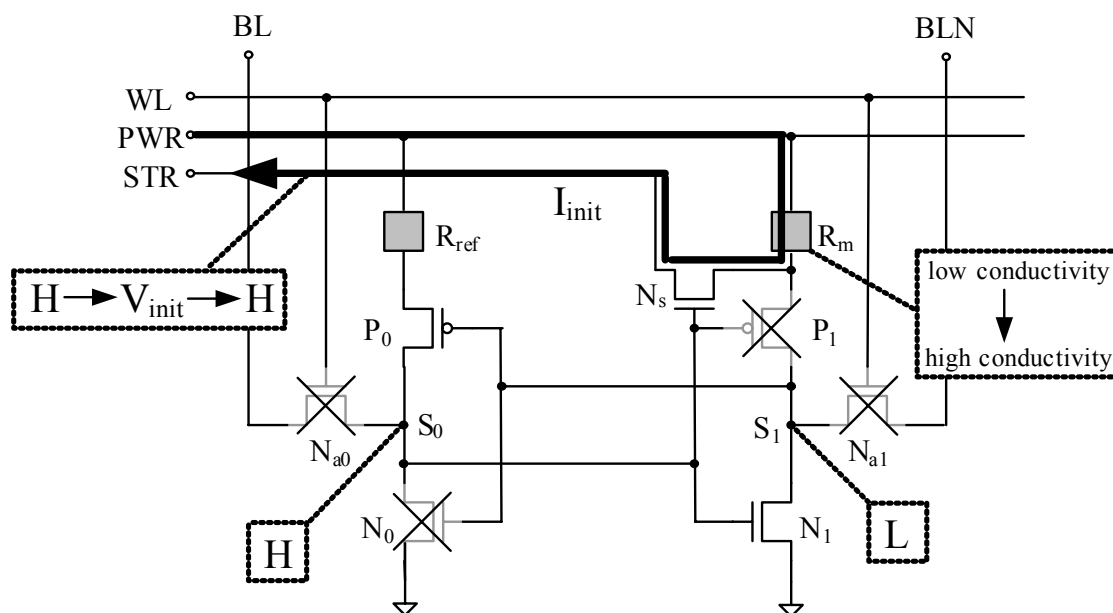 BL
BLN
WL
PWR
STR
I_init
R_ref
R_m
H → V_init → H
low conductivity
high conductivity
N_s
P_0
P_1
S_0
S_1
N_a0
N_a1
N_0
N_1
H
L